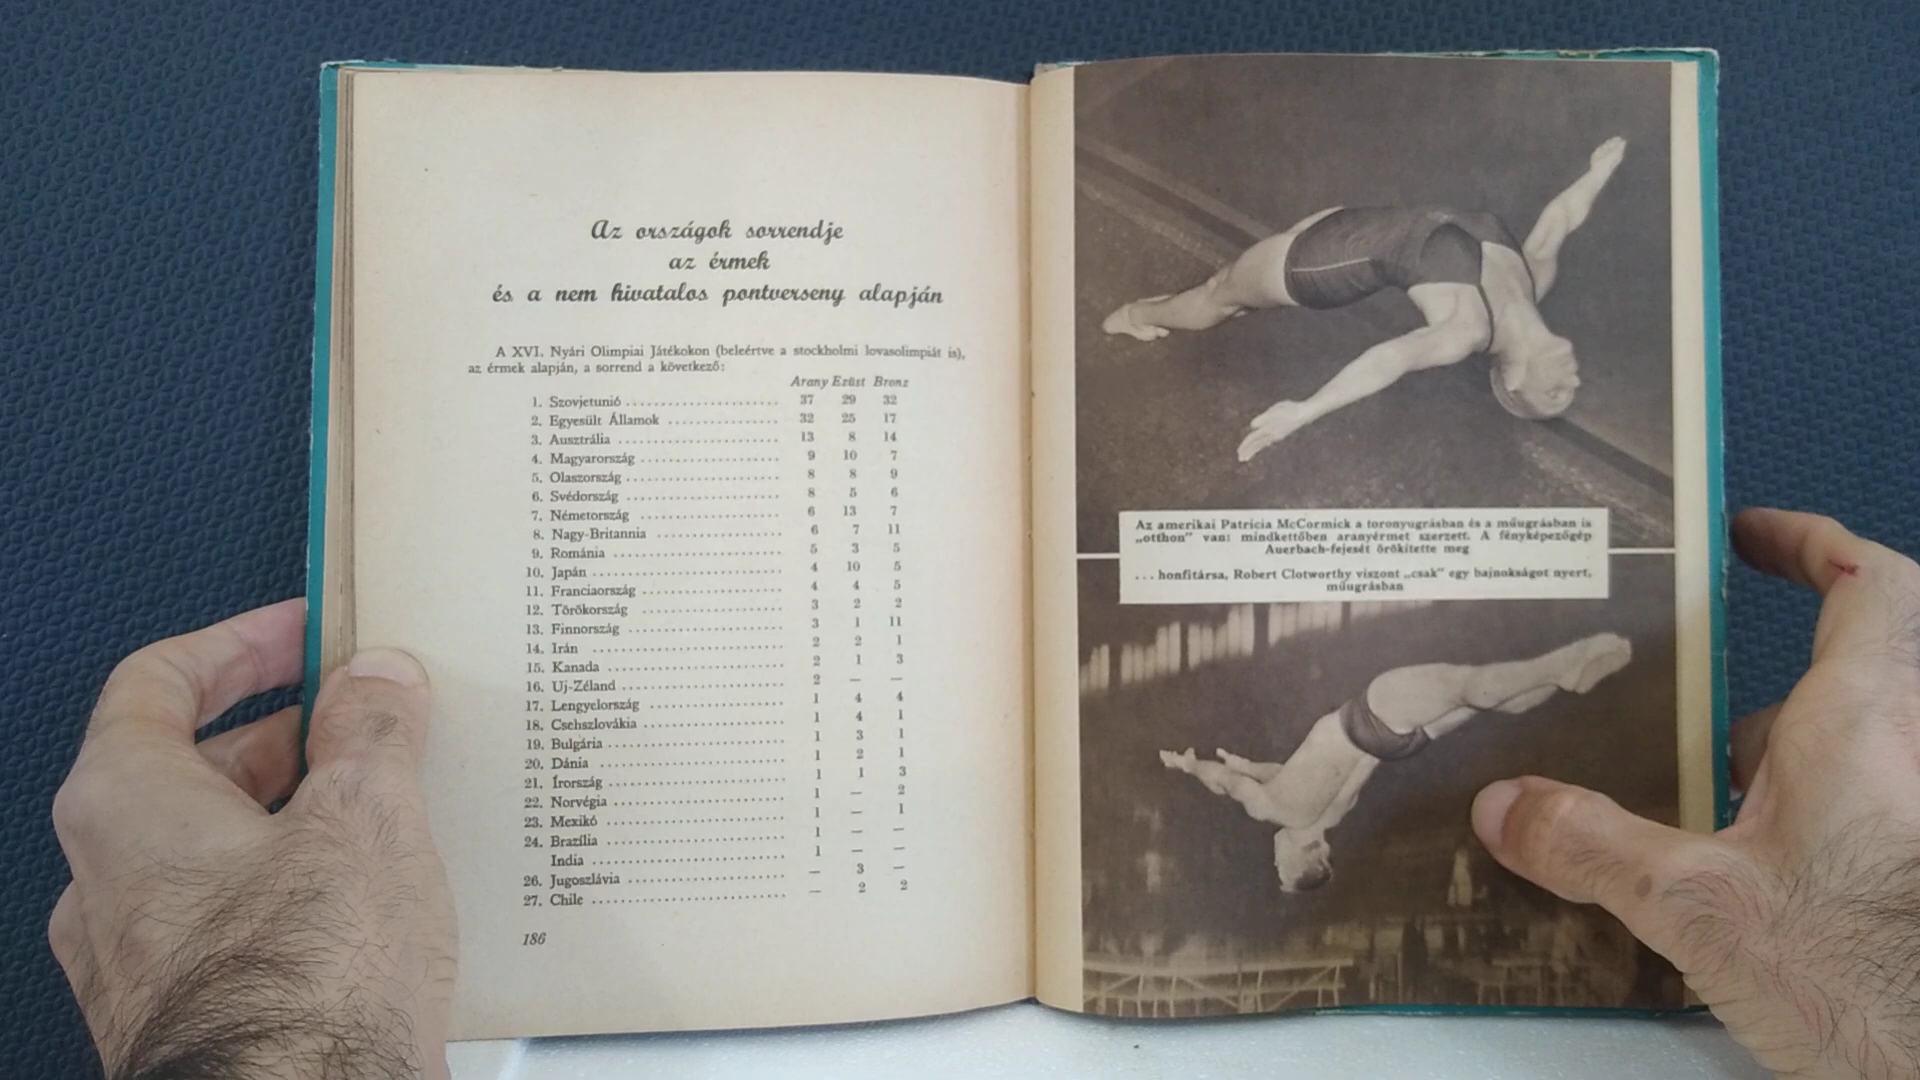 Az országok sorrendje
az érmek
és a nem hivatalos pontverseny alapján
A XVI. Nyári Olimpiai Játékokon (beleértve a stockholmi lovasolimpiát is),
az érmek alapján, a sorrend a következő:
Arany Ezüst Bronz
1. Szovjetunió ........................ 37 29 32
2. Egyesült Államok ................ 32 25 17
3. Ausztrália ........................ 13 8 14
4. Magyarország ..................... 9 10 7
5. Olaszország ....................... 8 8 9
6. Svédország ....................... 8 5 6
7. Németország ..................... 6 13 7
8. Nagy-Britannia ................... 6 7 11
9. Románia ......................... 5 3 5
10. Japán ............................ 4 10 5
11. Franciaország ..................... 4 4 5
12. Törökország ..................... 3 2 2
13. Finnország ....................... 3 1 11
14. Irán ............................ 2 2 1
15. Kanada .......................... 2 1 3
16. Uj-Zéland ........................ 2 — —
17. Lengyelország .................... 1 4 4
18. Csehszlovákia ..................... 1 4 1
19. Bulgária .......................... 1 3 1
20. Dánia ........................... 1 2 1
21. Írország .......................... 1 1 3
22. Norvégia ......................... 1 — 2
23. Mexikó .......................... 1 — 1
24. Brazília .......................... 1 — —
India ............................ 1 — —
26. Jugoszlávia ....................... — 3 —
27. Chile ............................ — 2 2
186
Az amerikai Patricia McCormick a toronyugrásban és a műugrásban is
„otthon” van: mindkettőben aranyérmet szerzett. A fényképezőgép
Auerbach-fejesét örökítette meg
... honfitársa, Robert Clotworthy viszont „csak” egy bajnokságot nyert,
műugrásban